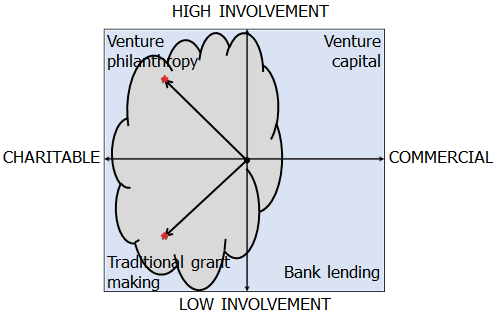 HIGH INVOLVEMENT
Venture
philanthropy
Venture
capital
CHARITABLE
COMMERCIAL
Traditional grant
making
Bank lending
LOW INVOLVEMENT